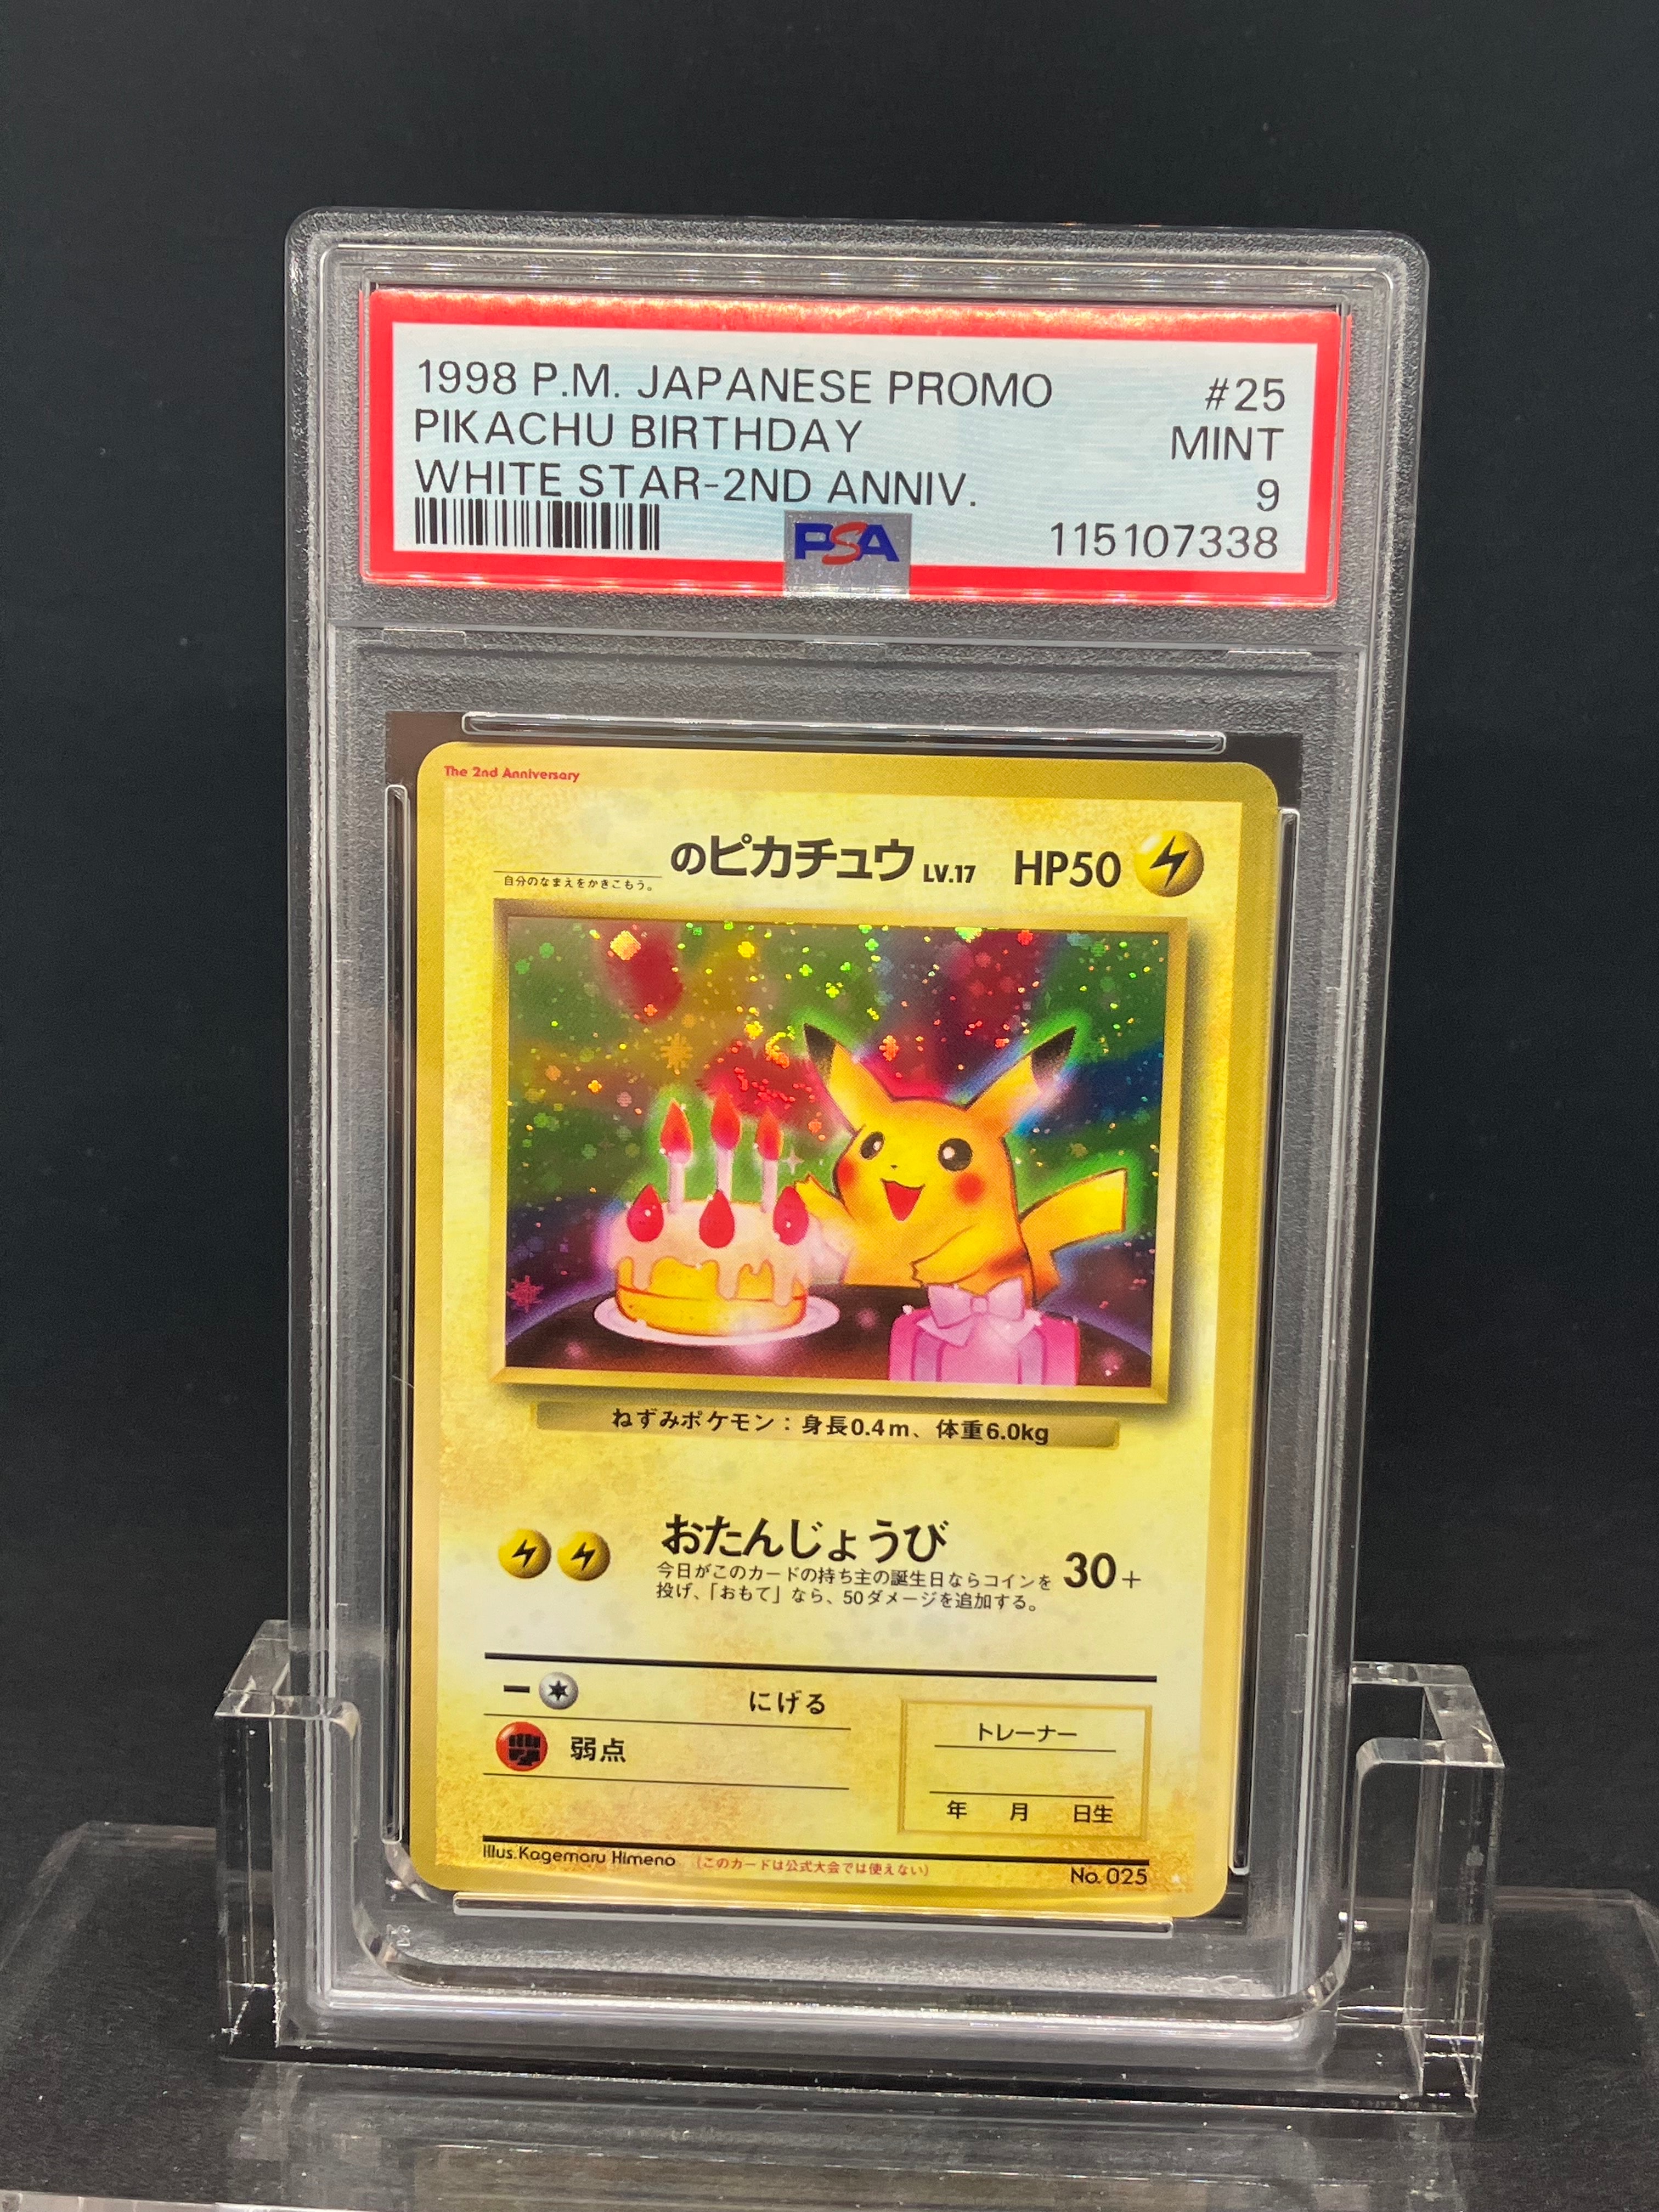 1998 P.M. JAPANESE PROMO #25
PIKACHU BIRTHDAY MINT
WHITE STAR-2ND ANNIV. 9
PSA 115107338
The 2nd Anniversary
のピカチュウ LV.17 HP50
自分のなまえをかきこもう。
ねずみポケモン：身長0.4m、体重6.0kg
おたんじょうび 30+
今日がこのカードの持ち主の誕生日ならコインを
投げ、「おもて」なら、50ダメージを追加する。
ー にげる
弱点
トレーナー
年 月 日生
Illus.Kagemaru Himeno (このカードは公式大会では使えない) No. 025